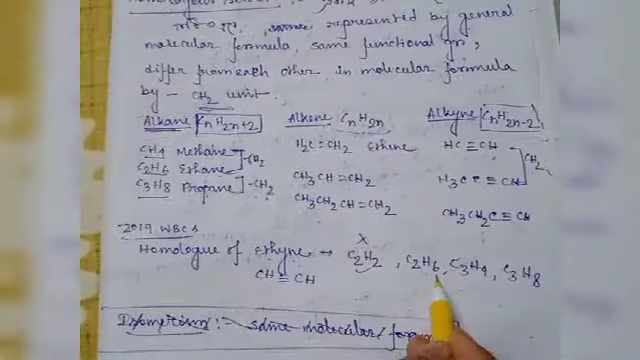 represented by general
molecular formula, same functional gr;
differ from each other in molecular formula
by - CH2 unit.
Alkane CnH2n+2 Alkene CnH2n Alkyne CnH2n-2
CH4 Methane H2C=CH2 Ethene HC≡CH
C2H6 Ethane -CH2 CH3CH=CH2 H3C C≡CH CH2
C3H8 Propane -CH2 CH3CH2CH=CH2 CH3CH2C≡CH
2019 WBCS
Homologue of Ethyne → C2H2, C2H6, C3H4, C3H8
CH≡CH
Isomerism :- same molecular